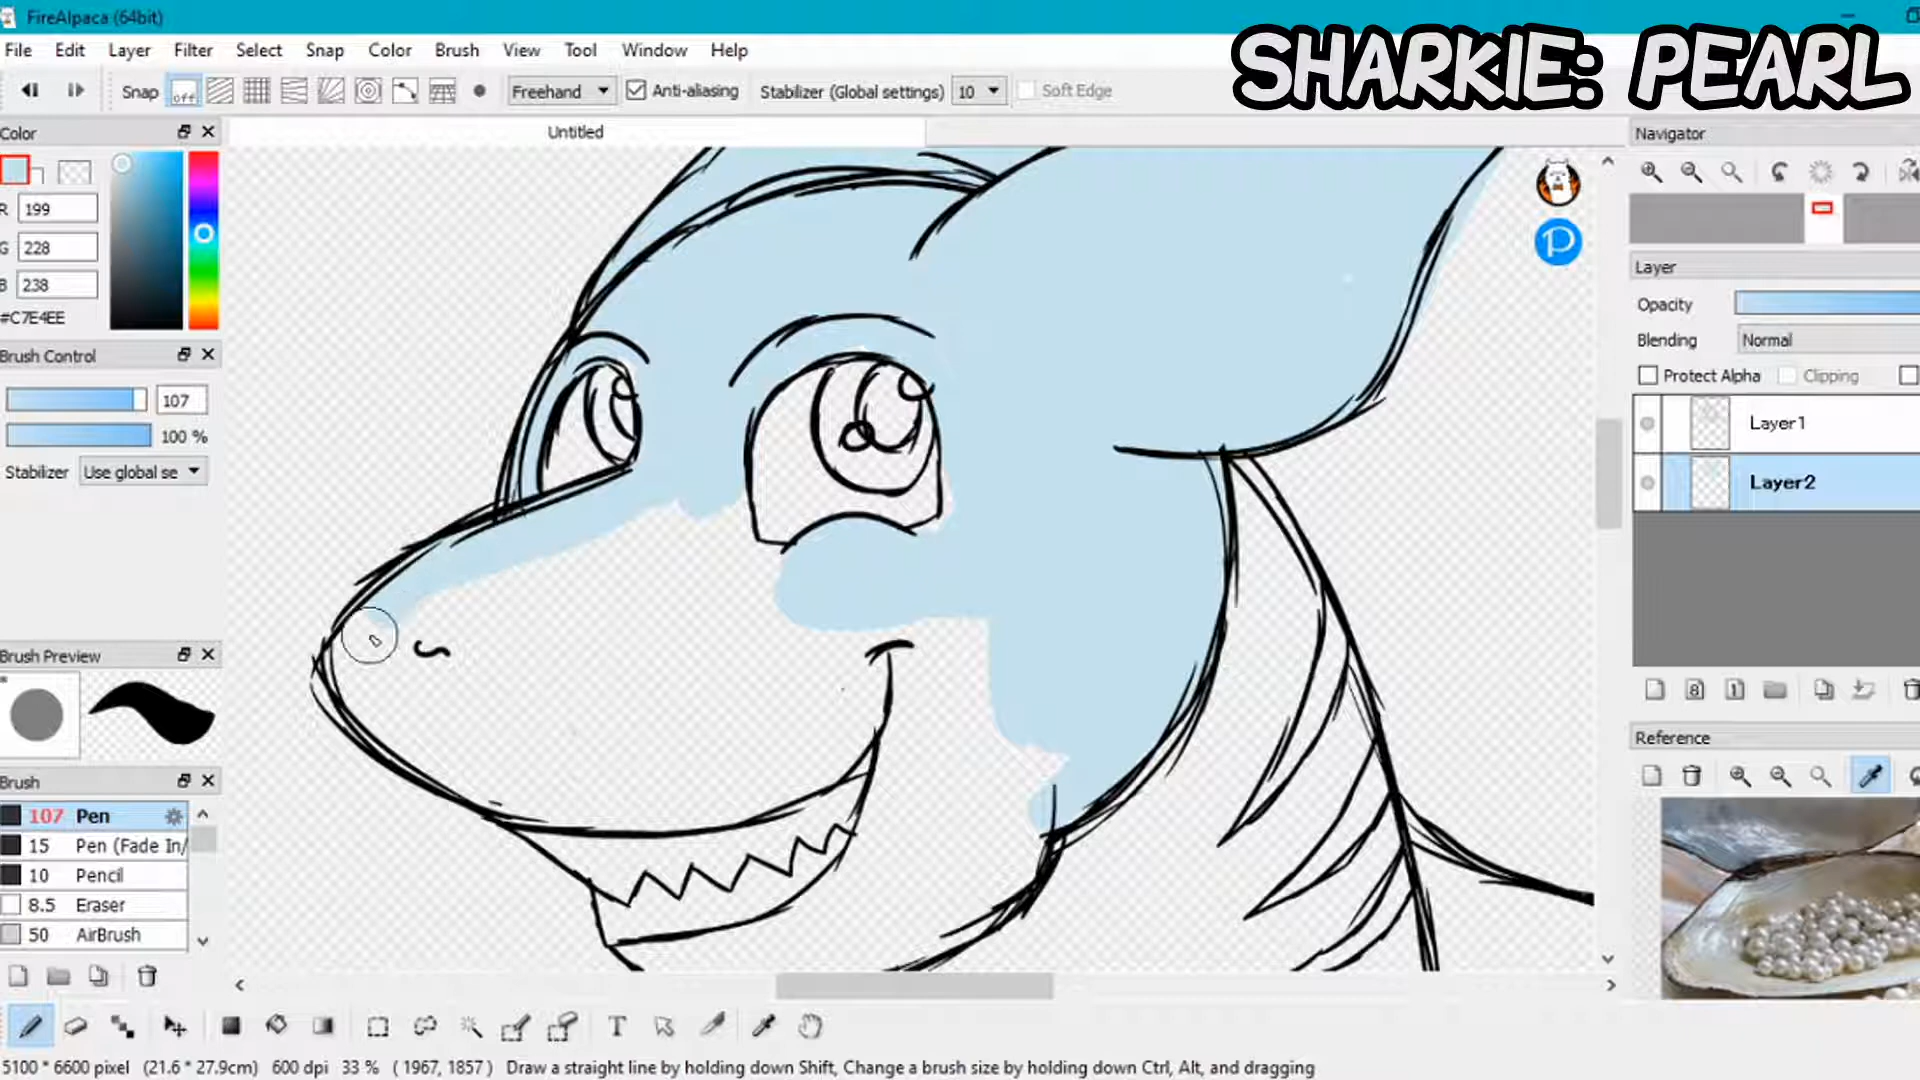 FireAlpaca (64bit)
SHARKIE: PEARL
File Edit Layer Filter Select Snap Color Brush View Tool Window Help
Snap off Freehand Anti-aliasing Stabilizer (Global settings) 10 Soft Edge
Color
Untitled
Navigator
R 199
G 228
B 238
#C7E4EE
Layer
Opacity
Blending Normal
Protect Alpha Clipping
Layer1
Layer2
Brush Control
107
100 %
Stabilizer Use global se
Brush Preview
Reference
Brush
107 Pen
15 Pen (Fade In/
10 Pencil
8.5 Eraser
50 AirBrush
5100 * 6600 pixel (21.6 * 27.9cm) 600 dpi 33 % ( 1967, 1857 ) Draw a straight line by holding down Shift, Change a brush size by holding down Ctrl, Alt, and dragging